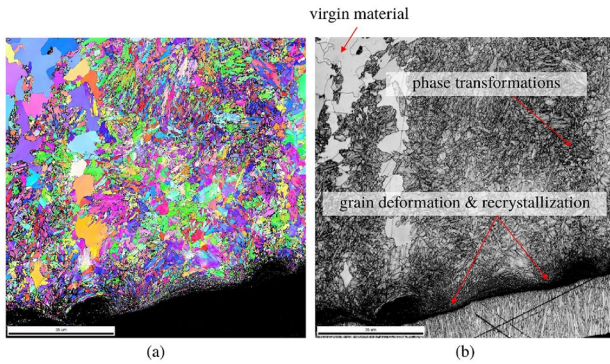 virgin material
phase transformations
grain deformation & recrystallization
(a)
(b)